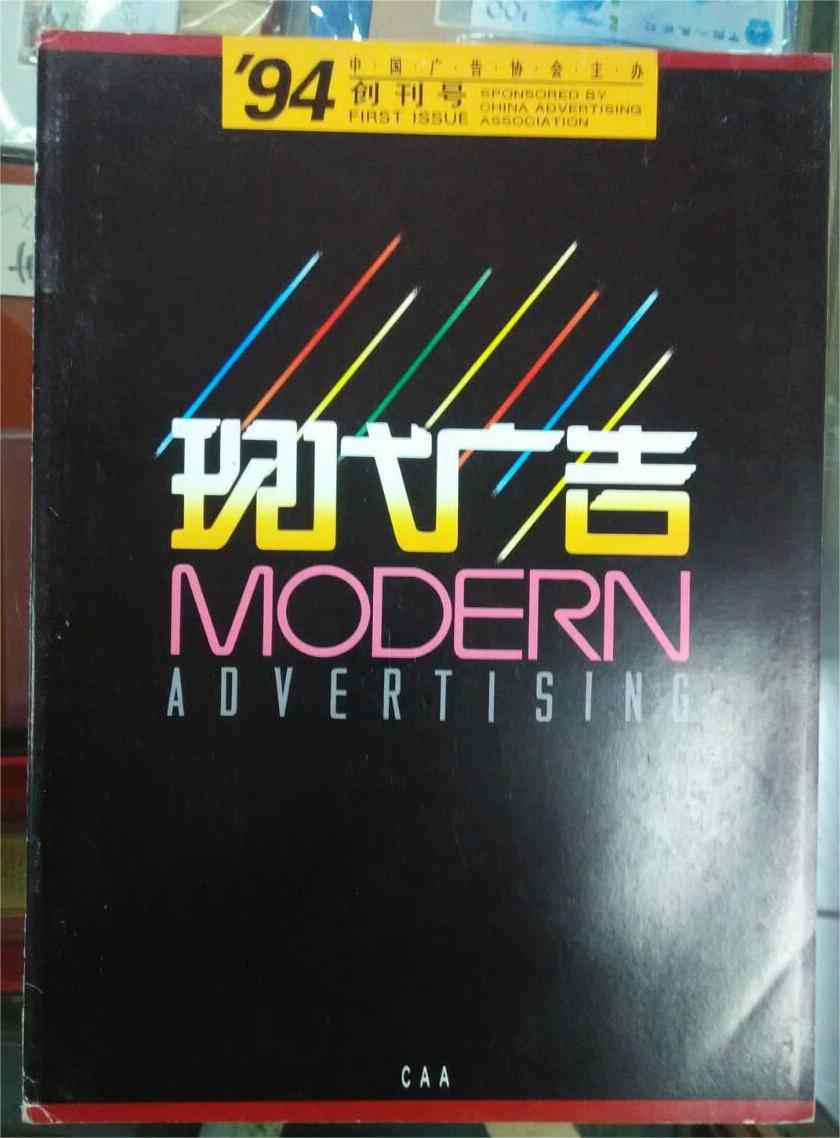 '94
中·国·广·告·协·会·主·办
创刊号
FIRST ISSUE
SPONSORED BY
CHINA ADVERTISING
ASSOCIATION
现代广告
MODERN
ADVERTISING
CAA
100